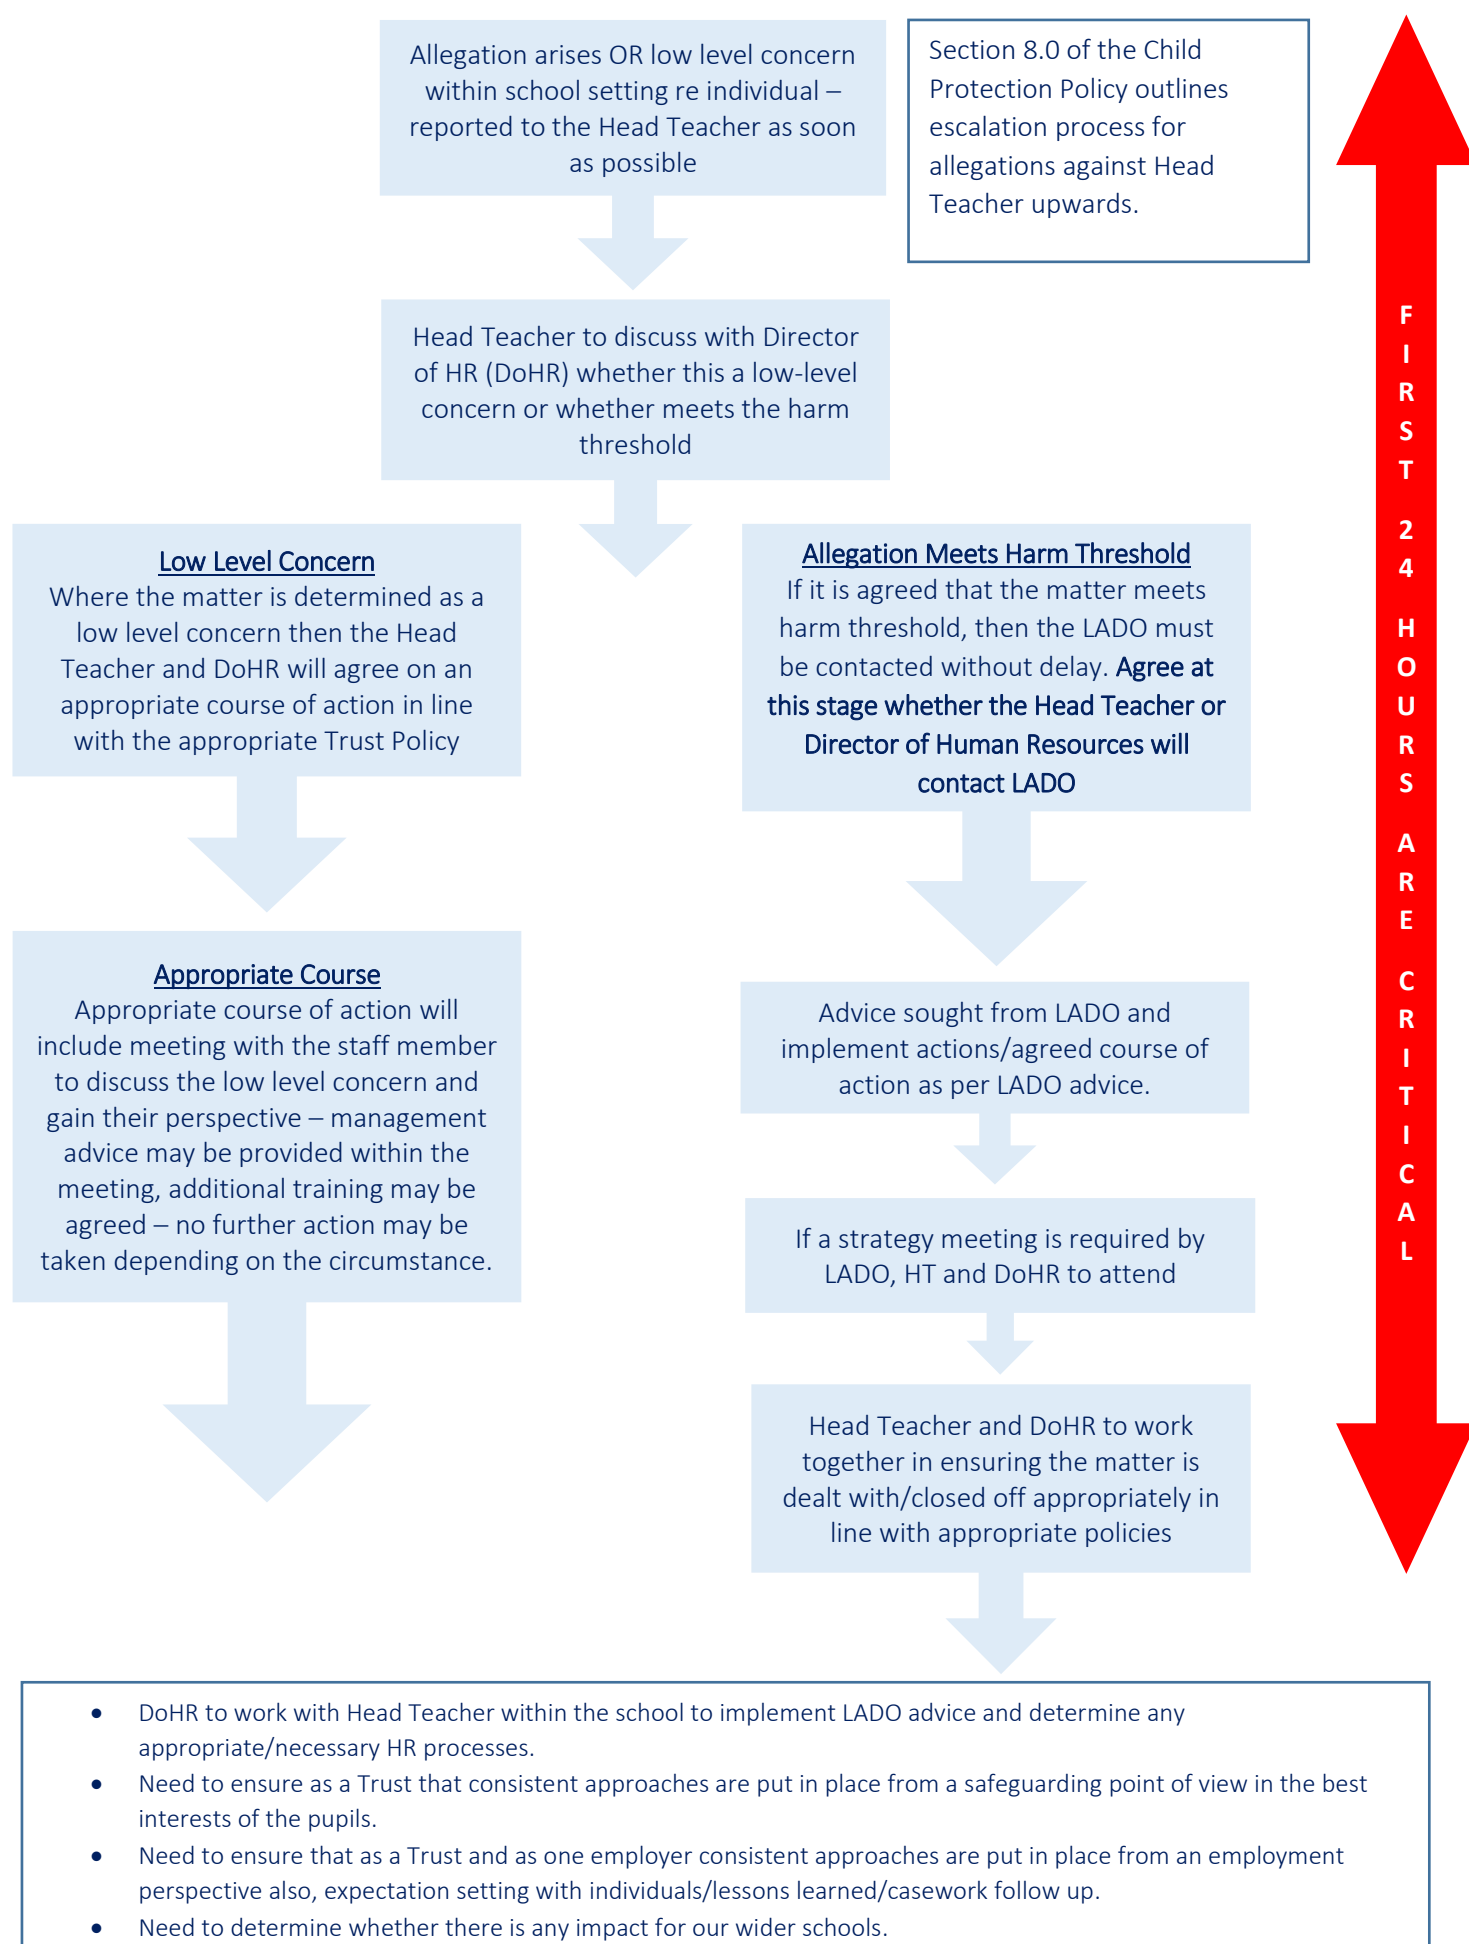 Allegation arises OR low level concern
within school setting re individual –
reported to the Head Teacher as soon
as possible
Section 8.0 of the Child
Protection Policy outlines
escalation process for
allegations against Head
Teacher upwards.
Head Teacher to discuss with Director
of HR (DoHR) whether this a low-level
concern or whether meets the harm
threshold
Low Level Concern
Where the matter is determined as a
low level concern then the Head
Teacher and DoHR will agree on an
appropriate course of action in line
with the appropriate Trust Policy
Allegation Meets Harm Threshold
If it is agreed that the matter meets
harm threshold, then the LADO must
be contacted without delay. Agree at
this stage whether the Head Teacher or
Director of Human Resources will
contact LADO
Appropriate Course
Appropriate course of action will
include meeting with the staff member
to discuss the low level concern and
gain their perspective – management
advice may be provided within the
meeting, additional training may be
agreed – no further action may be
taken depending on the circumstance.
Advice sought from LADO and
implement actions/agreed course of
action as per LADO advice.
If a strategy meeting is required by
LADO, HT and DoHR to attend
Head Teacher and DoHR to work
together in ensuring the matter is
dealt with/closed off appropriately in
line with appropriate policies
FIRST 24 HOURS ARE CRITICAL
• DoHR to work with Head Teacher within the school to implement LADO advice and determine any
appropriate/necessary HR processes.
• Need to ensure as a Trust that consistent approaches are put in place from a safeguarding point of view in the best
interests of the pupils.
• Need to ensure that as a Trust and as one employer consistent approaches are put in place from an employment
perspective also, expectation setting with individuals/lessons learned/casework follow up.
• Need to determine whether there is any impact for our wider schools.